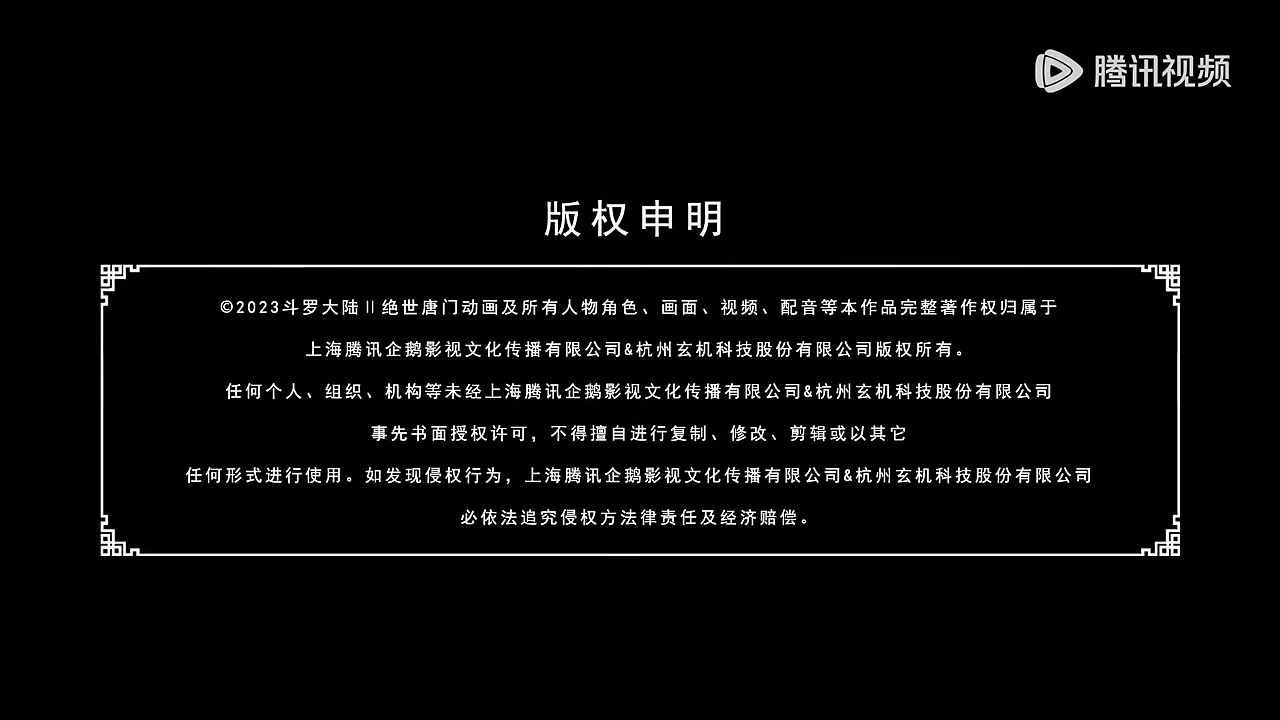 腾讯视频
版权申明
©2023斗罗大陆Ⅱ绝世唐门动画及所有人物角色、画面、视频、配音等本作品完整著作权归属于
上海腾讯企鹅影视文化传播有限公司&杭州玄机科技股份有限公司版权所有。
任何个人、组织、机构等未经上海腾讯企鹅影视文化传播有限公司&杭州玄机科技股份有限公司
事先书面授权许可，不得擅自进行复制、修改、剪辑或以其它
任何形式进行使用。如发现侵权行为，上海腾讯企鹅影视文化传播有限公司&杭州玄机科技股份有限公司
必依法追究侵权方法律责任及经济赔偿。